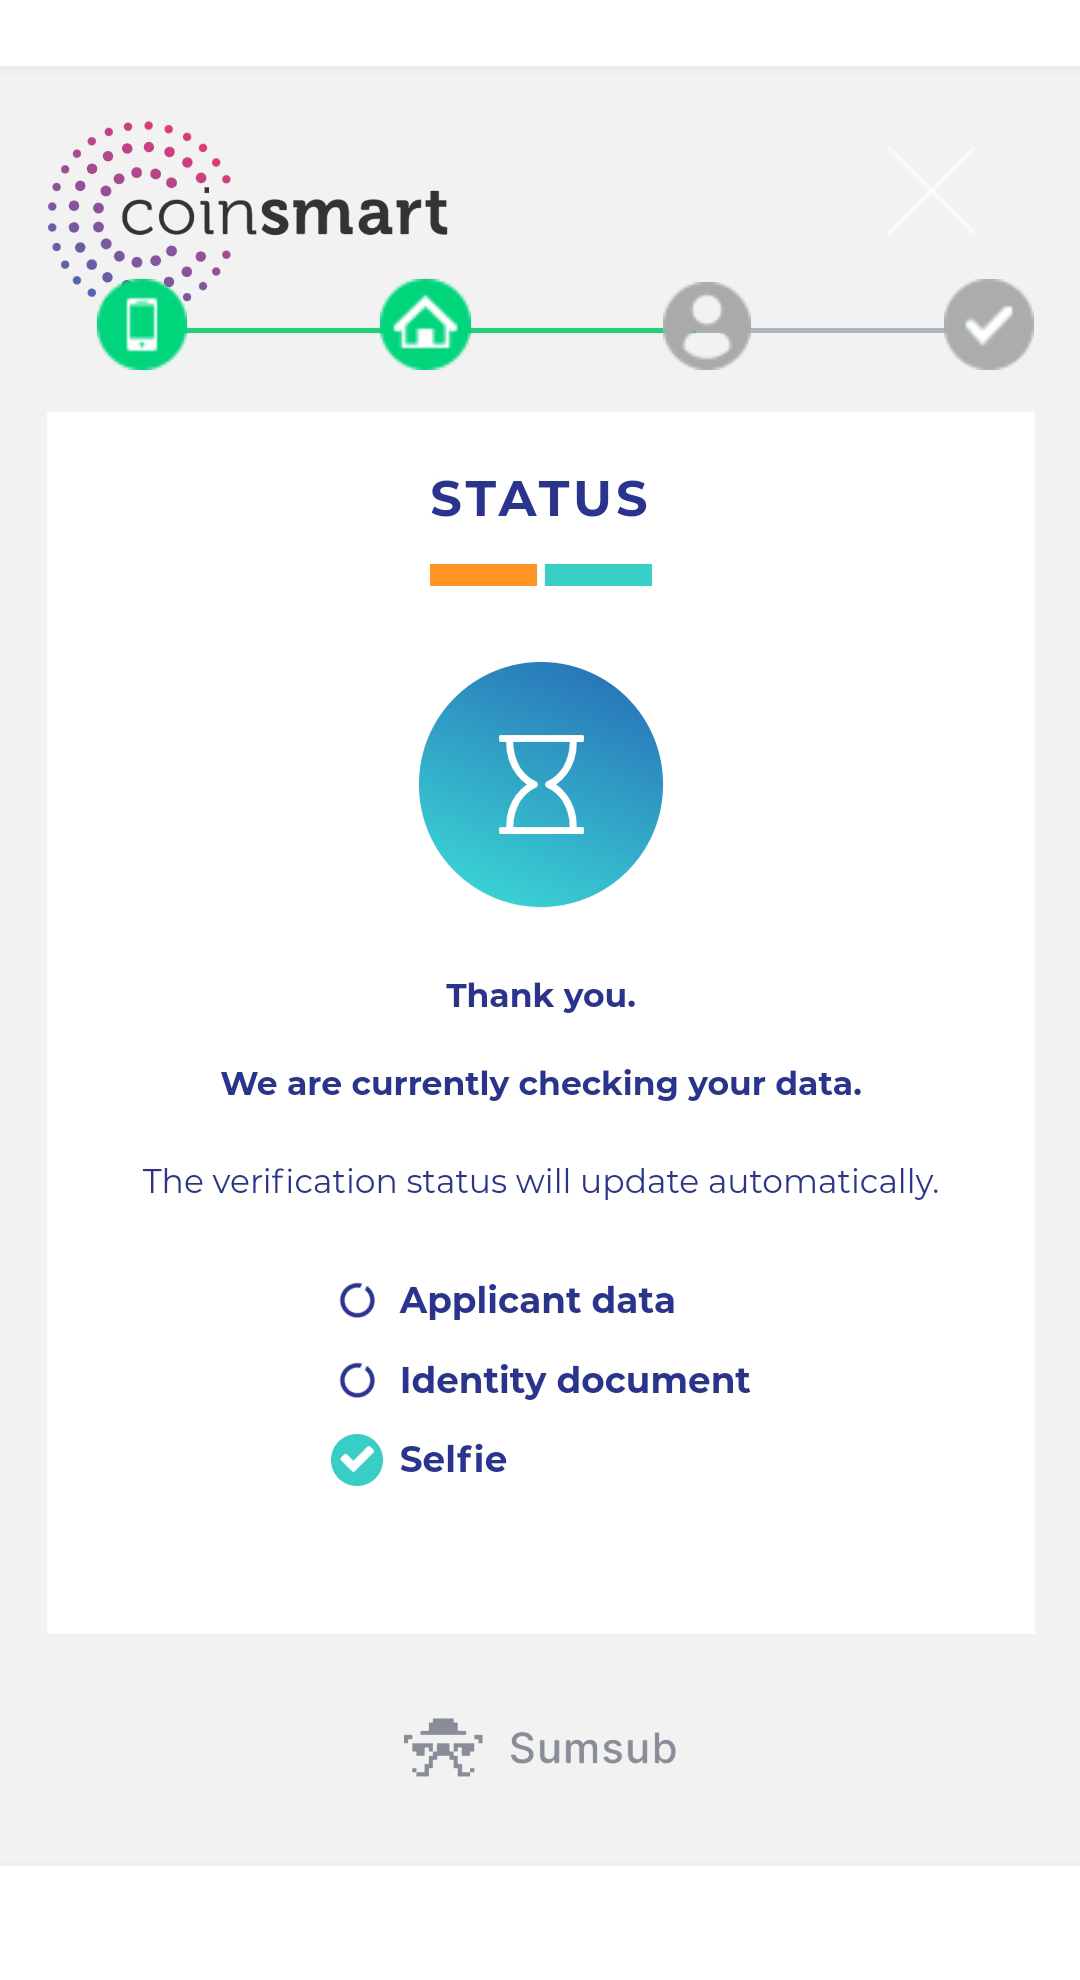 coinsmart
STATUS
Thank you.
We are currently checking your data.
The verification status will update automatically.
Applicant data
Identity document
Selfie
Sumsub